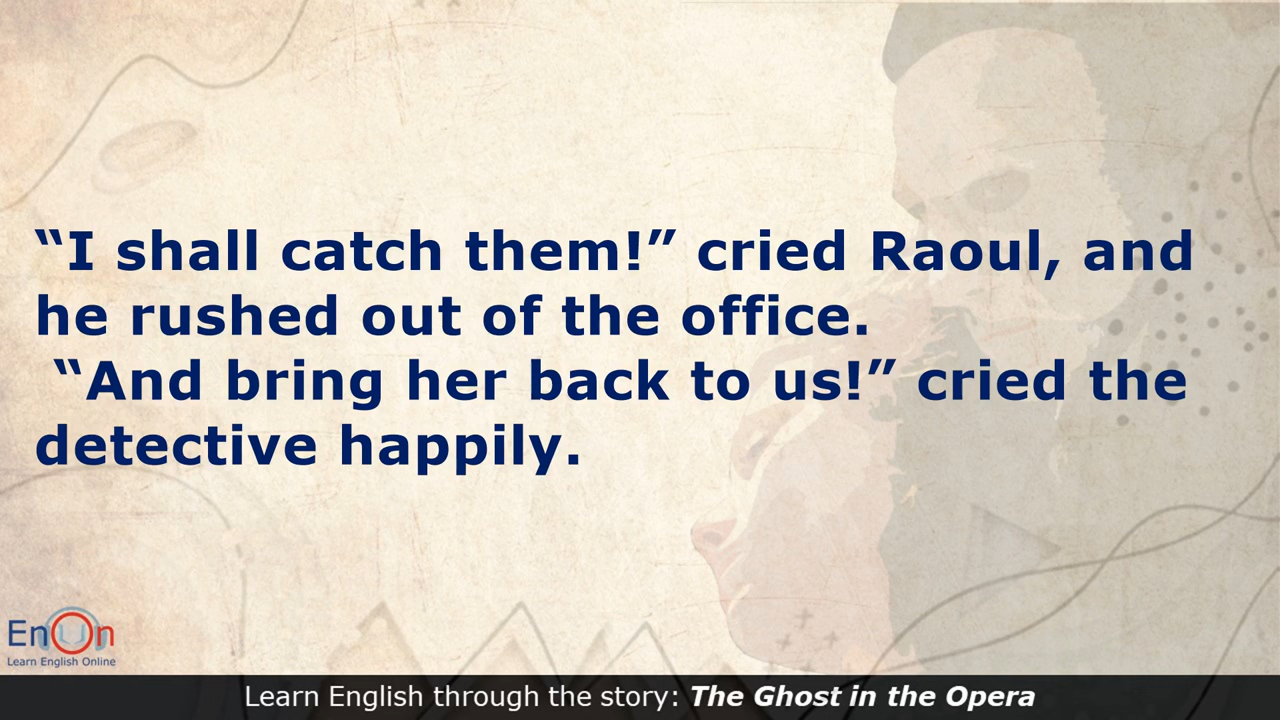 “I shall catch them!” cried Raoul, and
he rushed out of the office.
“And bring her back to us!” cried the
detective happily.
EnOn
Learn English Online
Learn English through the story: The Ghost in the Opera